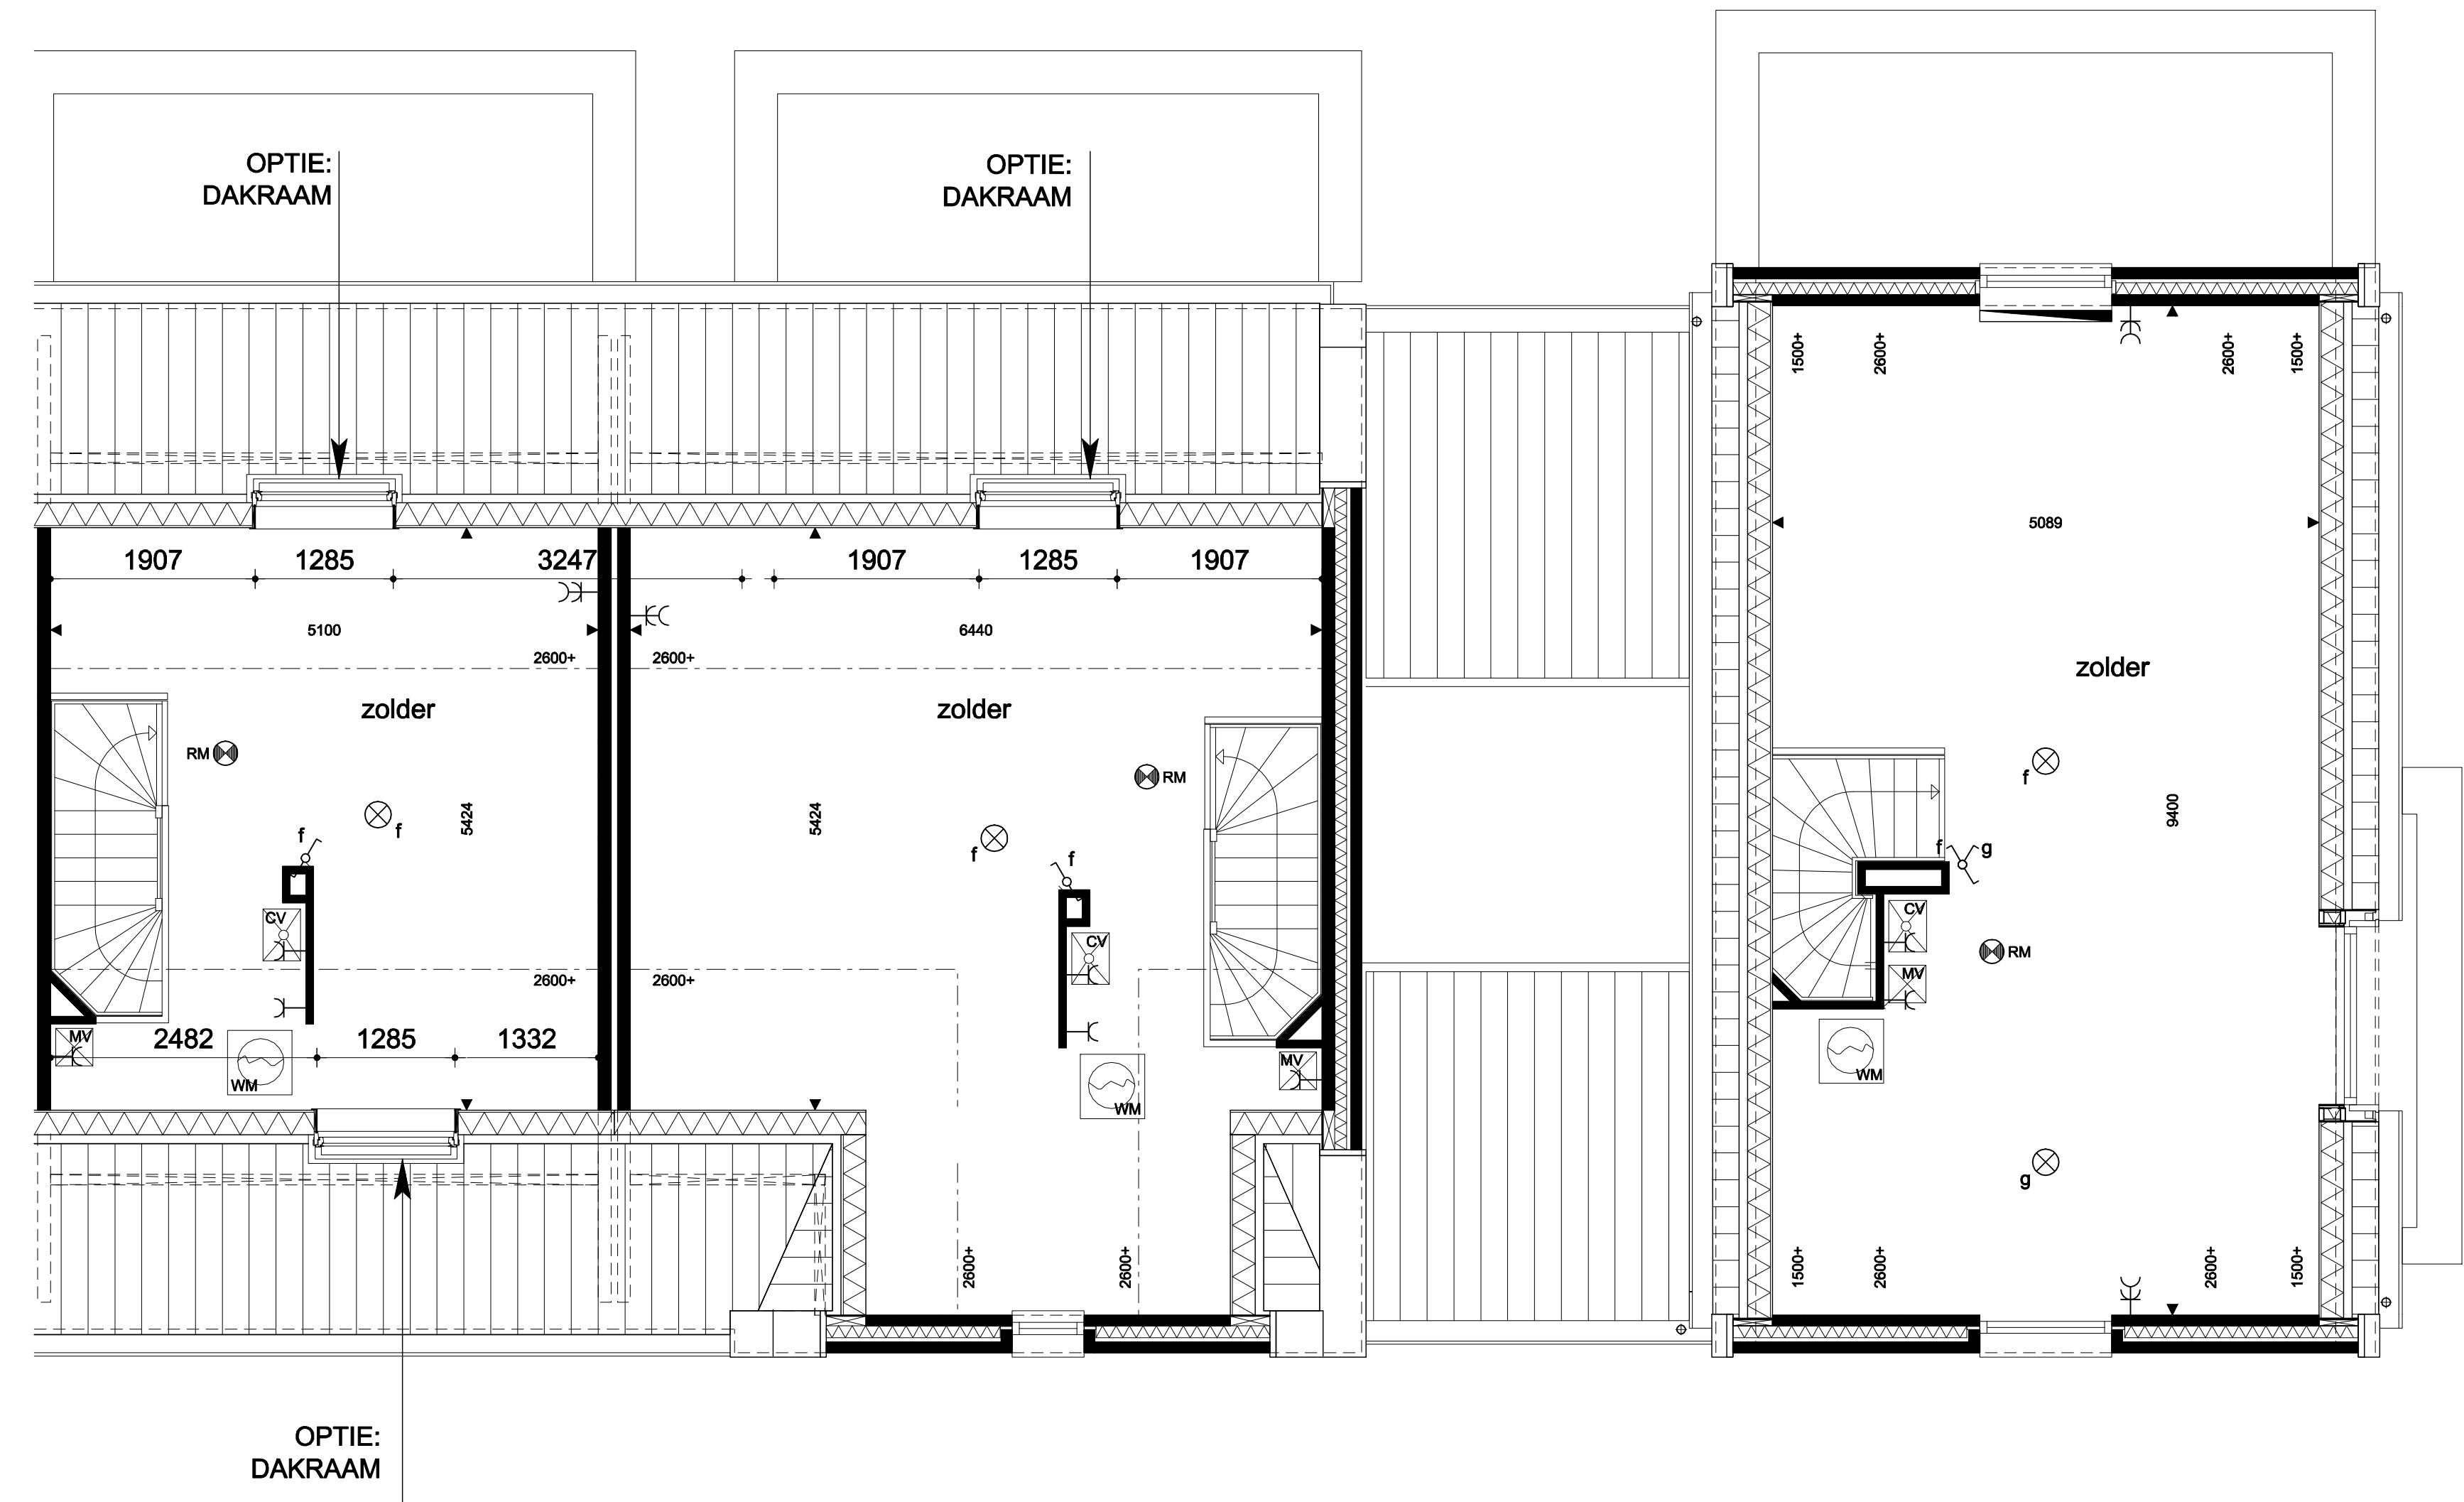 OPTIE:
DAKRAAM
OPTIE:
DAKRAAM
1500+
2600+
2600+
1500+
5089
1907
1285
3247
1907
1285
1907
5100
6440
2600+
2600+
zolder
zolder
zolder
RM
RM
f
f
5424
5424
f
f
f
f
9400
f
g
CV
CV
CV
RM
MV
2600+
2600+
2482
1285
1332
MV
WM
WM
MV
WM
g
2600+
2600+
1500+
2600+
2600+
1500+
OPTIE:
DAKRAAM